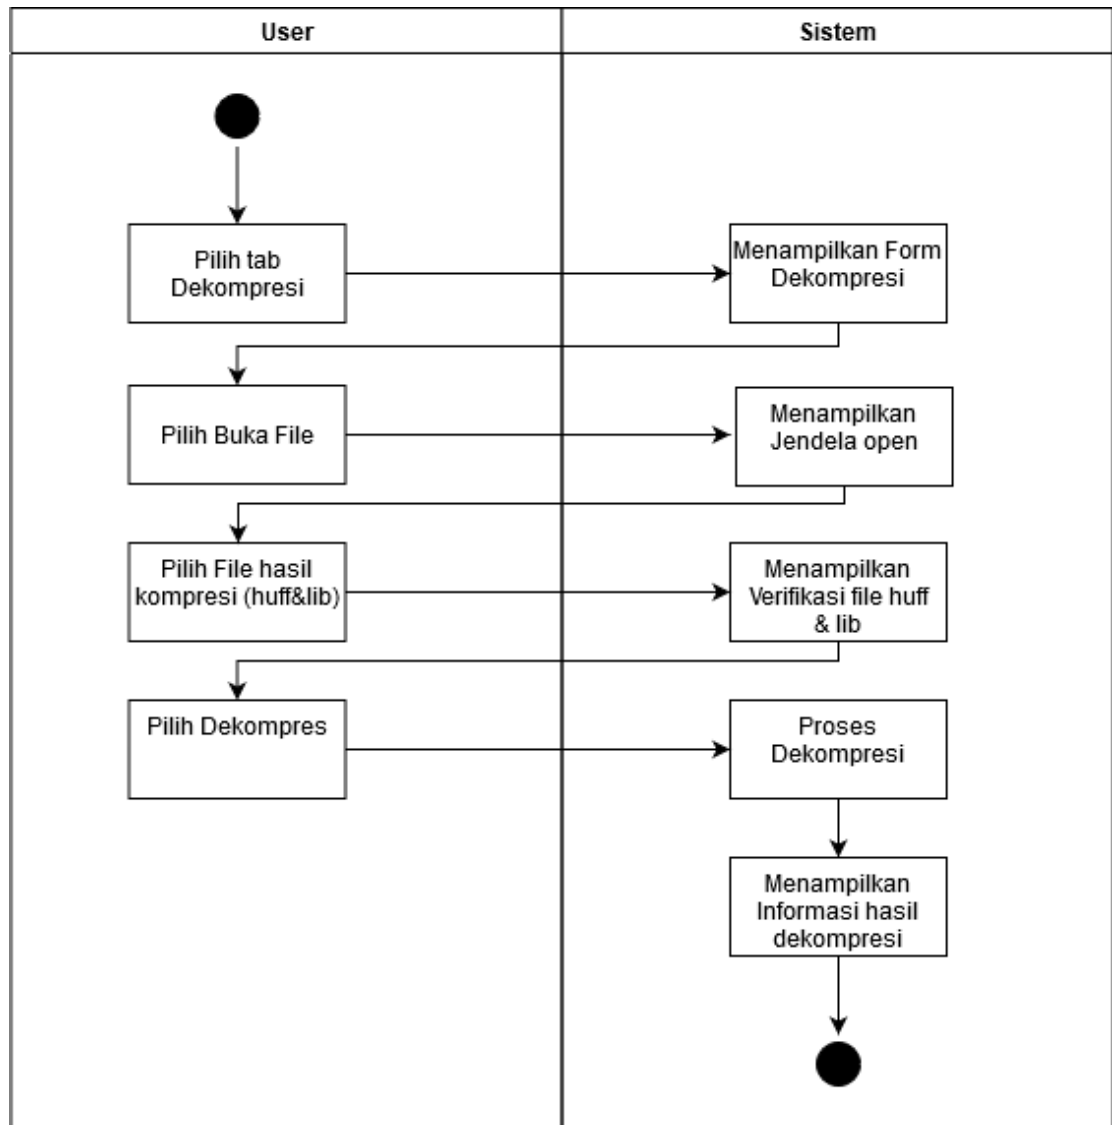 User
Sistem
Pilih tab
Dekompresi
Menampilkan Form
Dekompresi
Pilih Buka File
Menampilkan
Jendela open
Pilih File hasil
kompresi (huff&lib)
Menampilkan
Verifikasi file huff
& lib
Pilih Dekompres
Proses
Dekompresi
Menampilkan
Informasi hasil
dekompresi